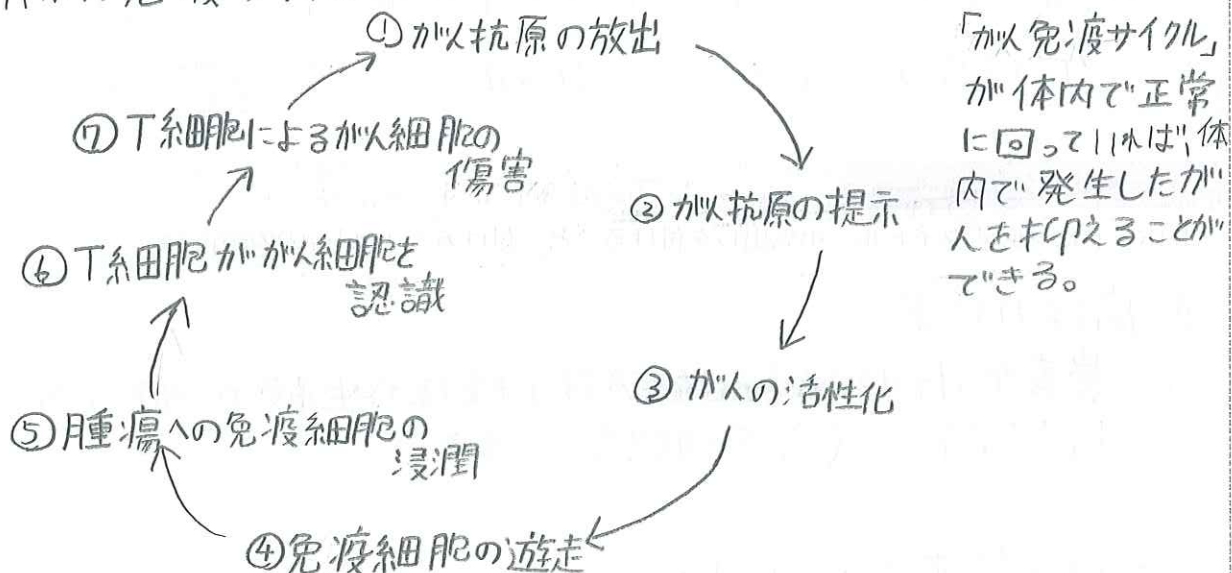 ①がん抗原の放出
②がん抗原の提示
③がんの活性化
④免疫細胞の遊走
⑤腫瘍への免疫細胞の
浸潤
⑥T細胞ががん細胞を
認識
⑦T細胞によるがん細胞の
傷害
「がん免疫サイクル」
が体内で正常
に回っていれば、体
内で発生したが
んを抑えることが
できる。